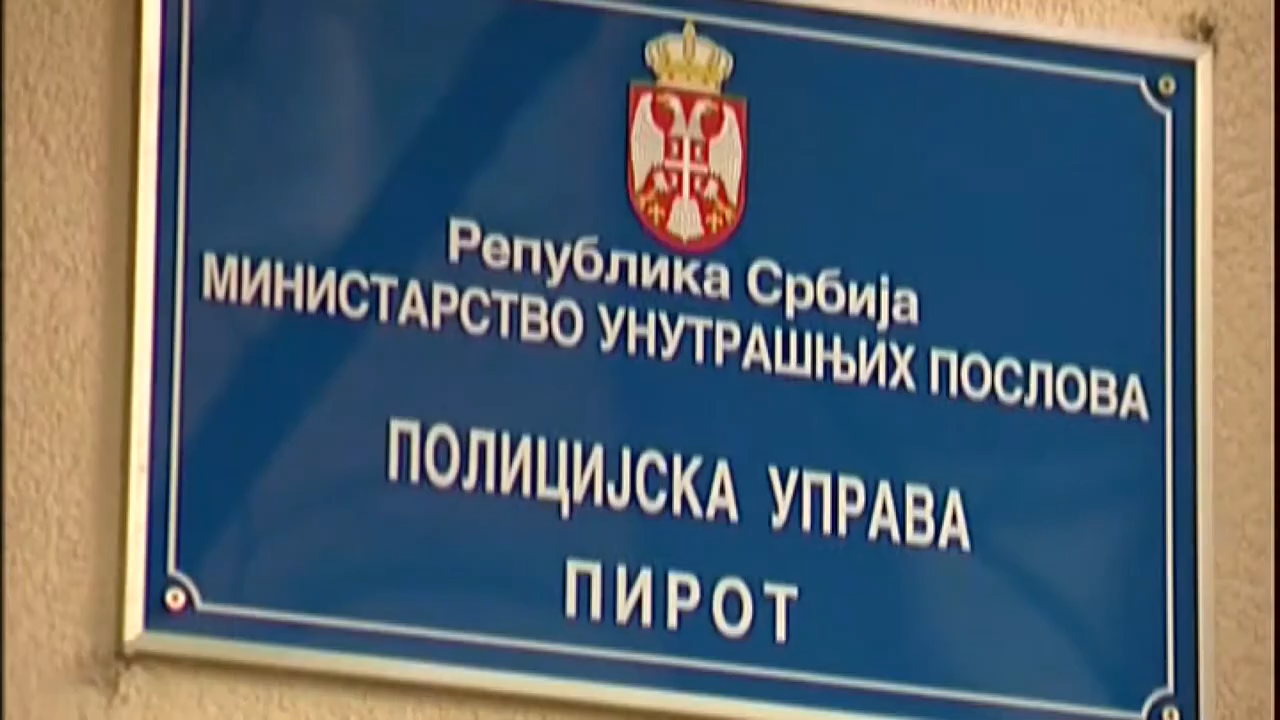 Република Србија
МИНИСТАРСТВО УНУТРАШЊИХ ПОСЛОВА
ПОЛИЦИЈСКА УПРАВА
ПИРОТ